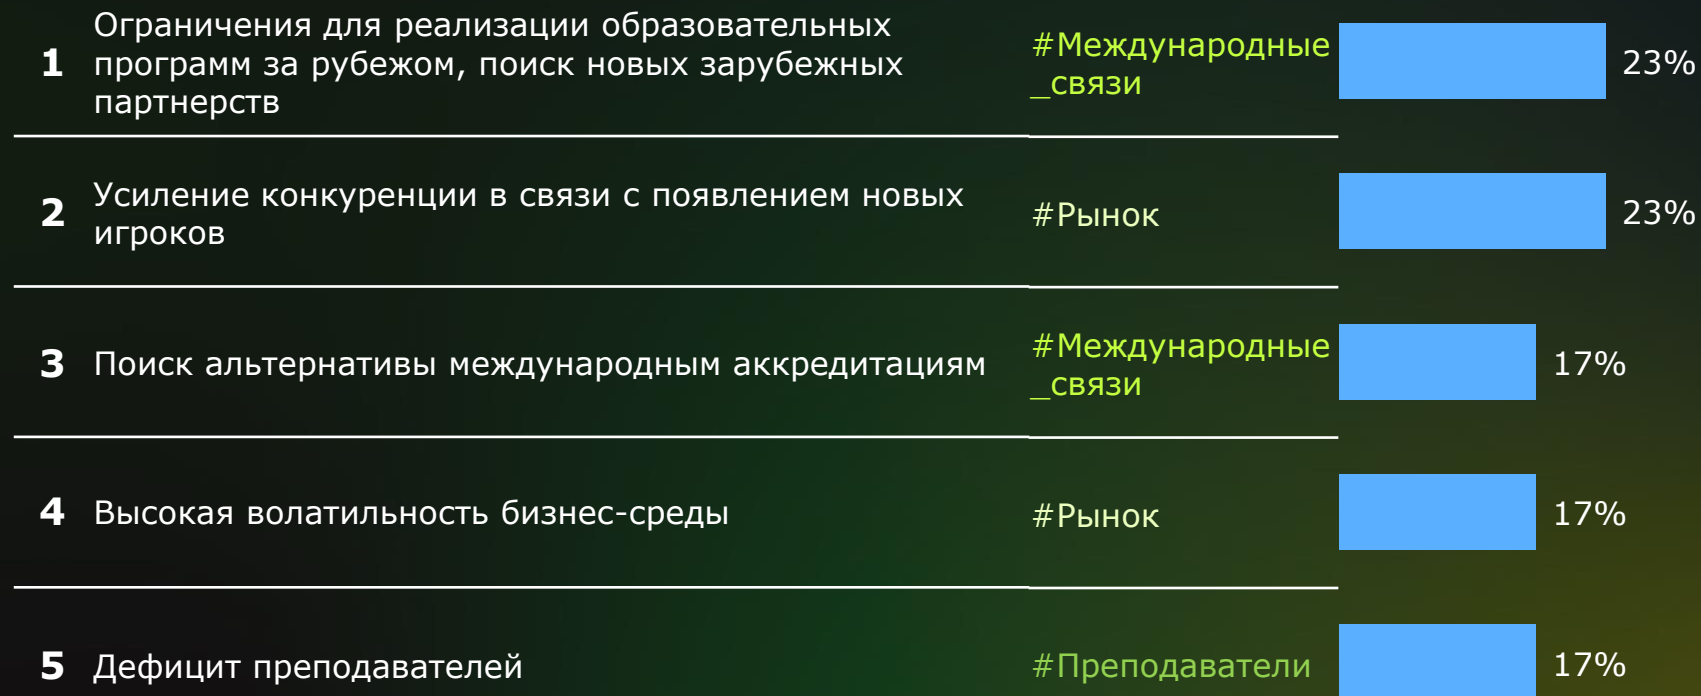 1
Ограничения для реализации образовательных
программ за рубежом, поиск новых зарубежных
партнерств
#Международные
_связи
23%
2
Усиление конкуренции в связи с появлением новых
игроков
#Рынок
23%
3
Поиск альтернативы международным аккредитациям
#Международные
_связи
17%
4
Высокая волатильность бизнес-среды
#Рынок
17%
5
Дефицит преподавателей
#Преподаватели
17%